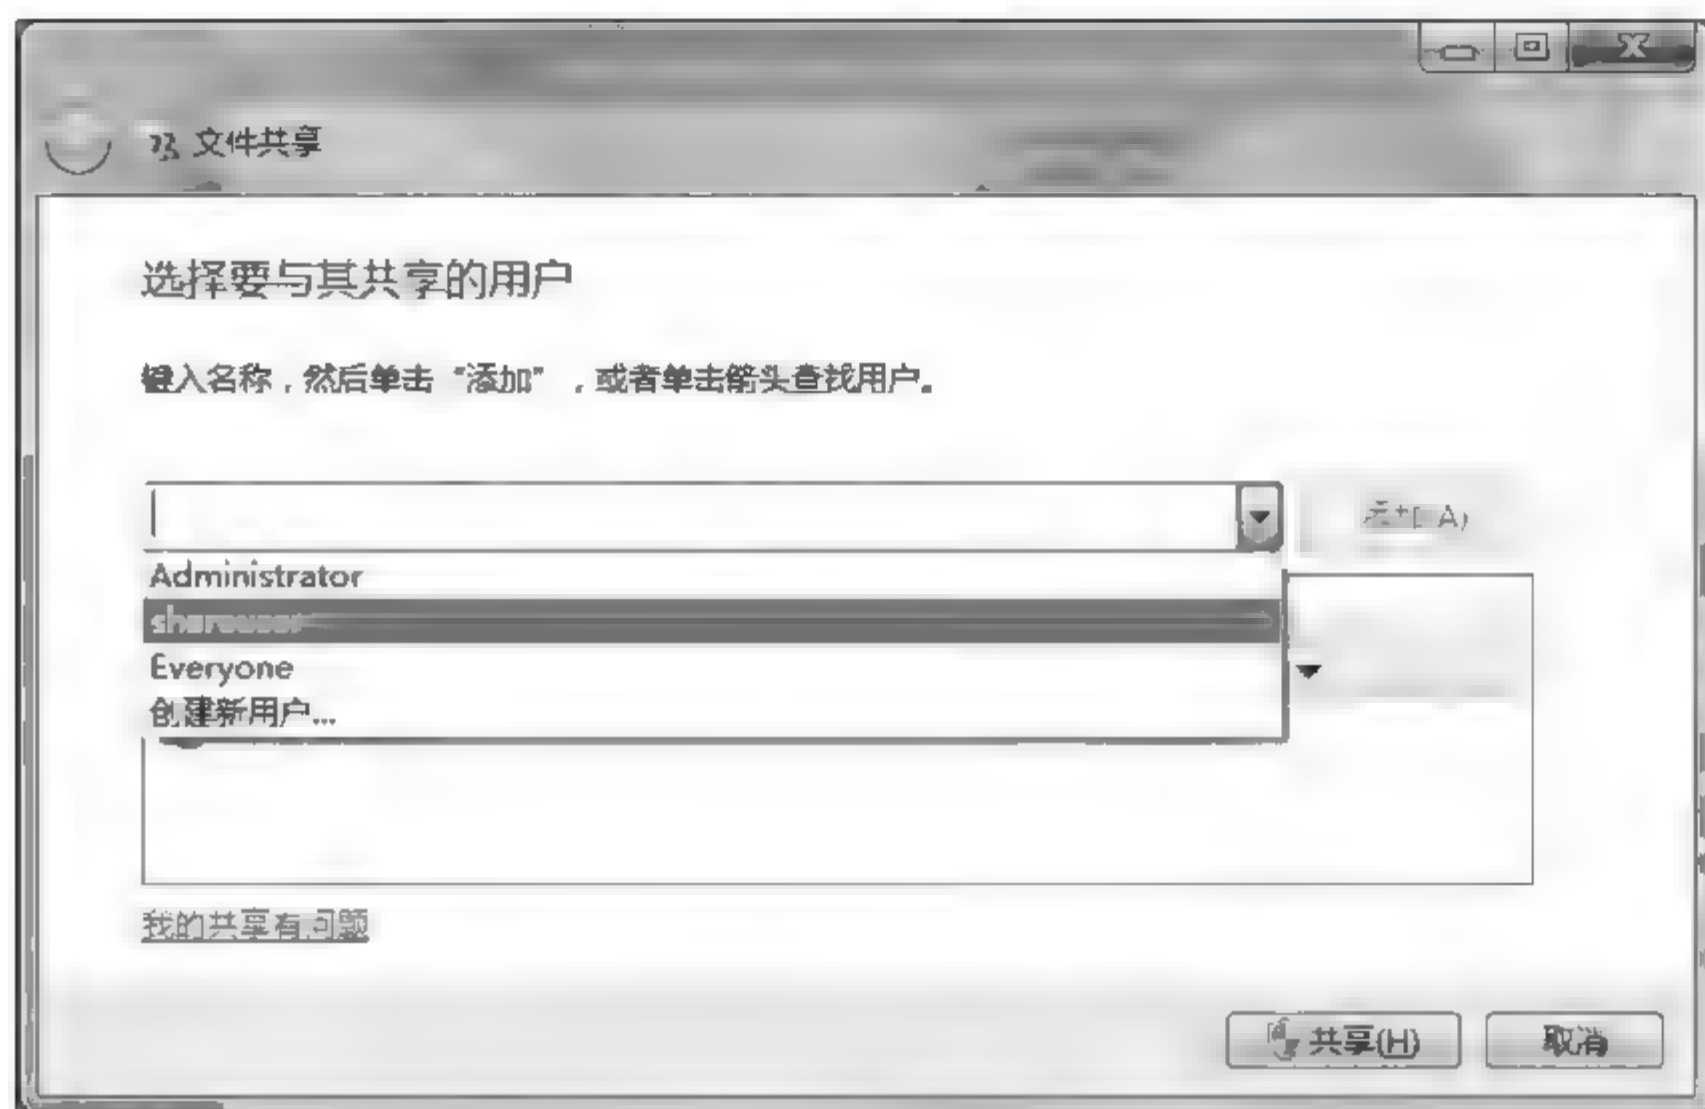 文件共享
选择要与其共享的用户
键入名称，然后单击“添加”，或者单击箭头查找用户。
Administrator
Everyone
创建新用户...
我的共享有问题
共享(H)
取消